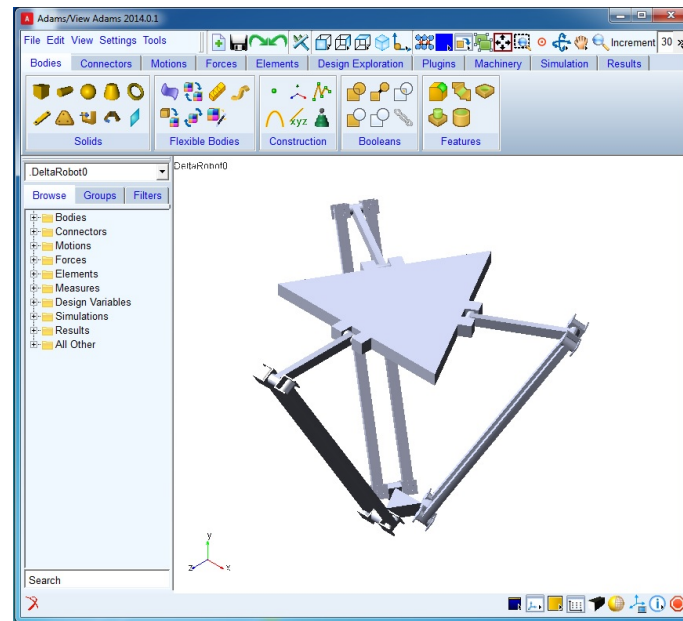 Adams/View Adams 2014.0.1
File Edit View Settings Tools
Increment 30
Bodies Connectors Motions Forces Elements Design Exploration Plugins Machinery Simulation Results
xyz
Solids Flexible Bodies Construction Booleans Features
.DeltaRobot0
DeltaRobot0
Browse Groups Filters
Bodies
Connectors
Motions
Forces
Elements
Measures
Design Variables
Simulations
Results
All Other
y
z x
Search